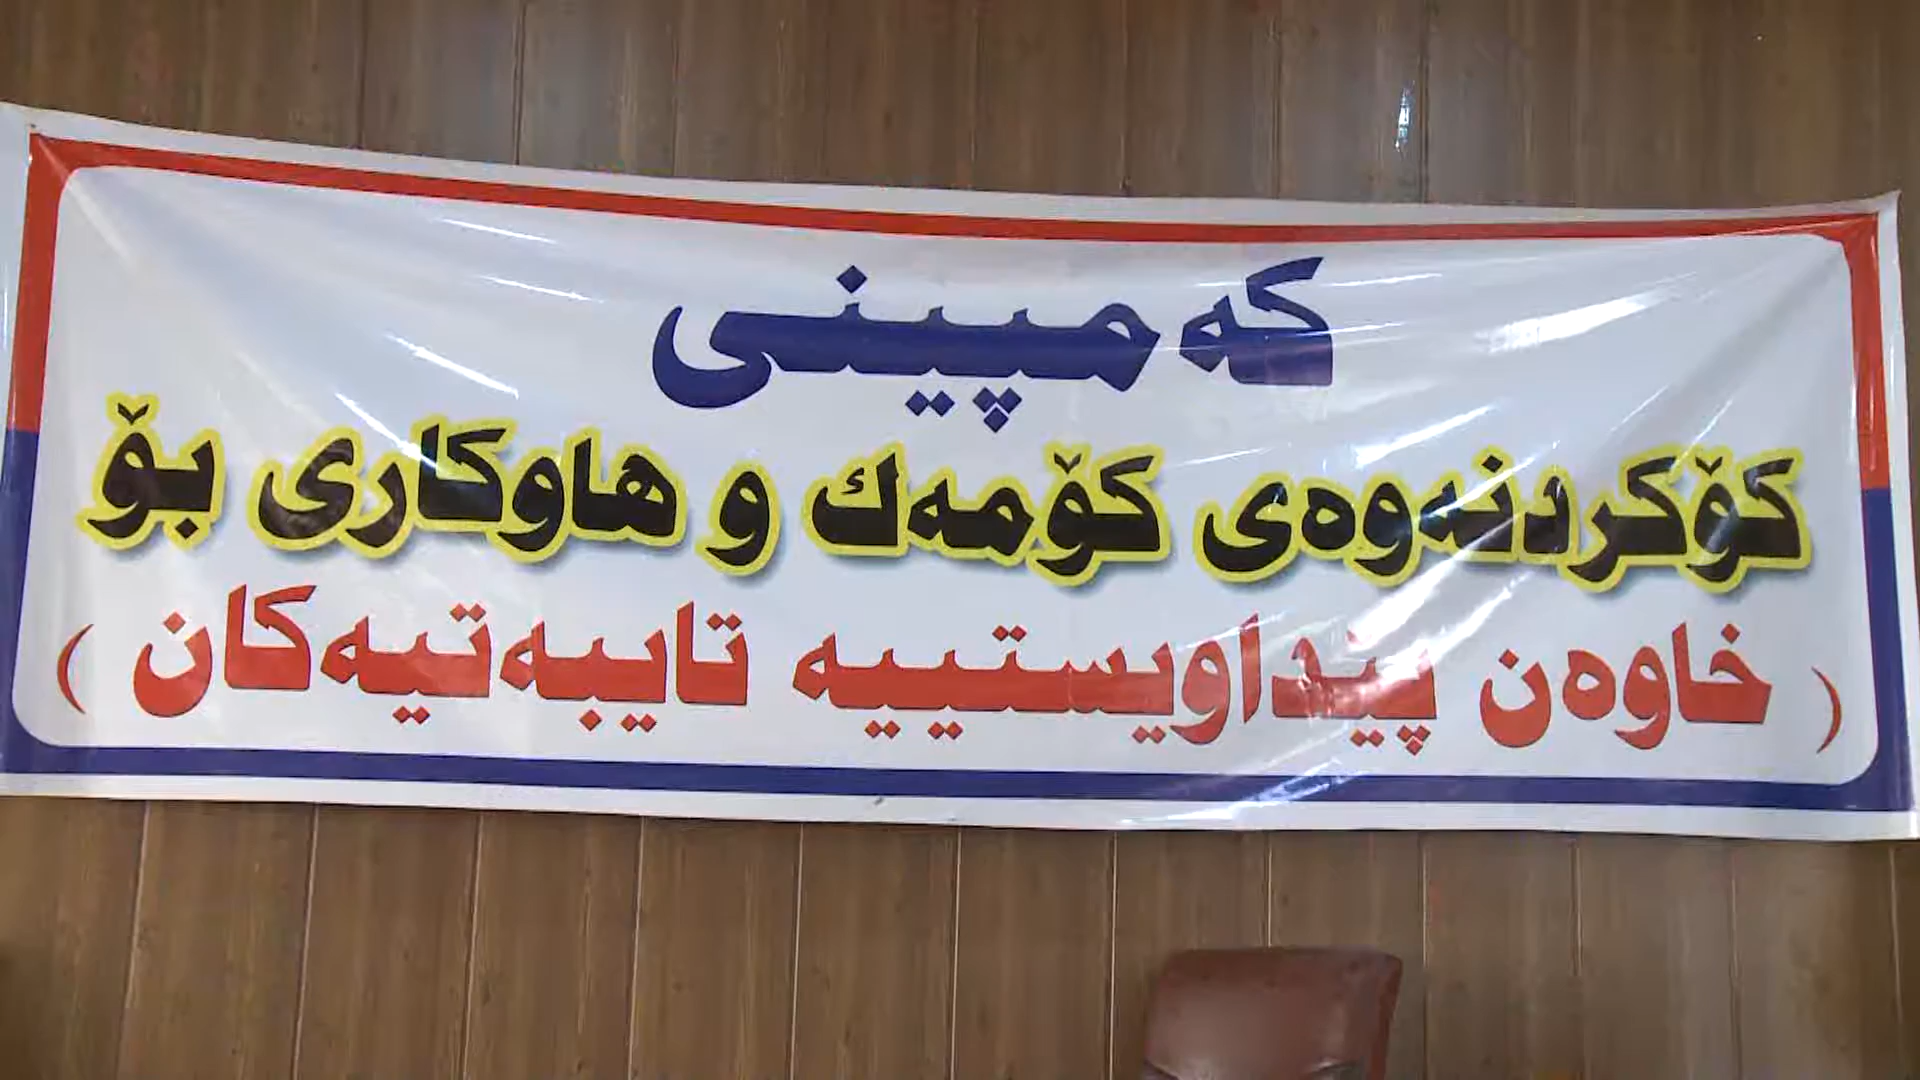 کەمپینی
کۆکردنەوەی کۆمەك و هاوکاری بۆ
( خاوەن پێداویستییە تایبەتیەکان )